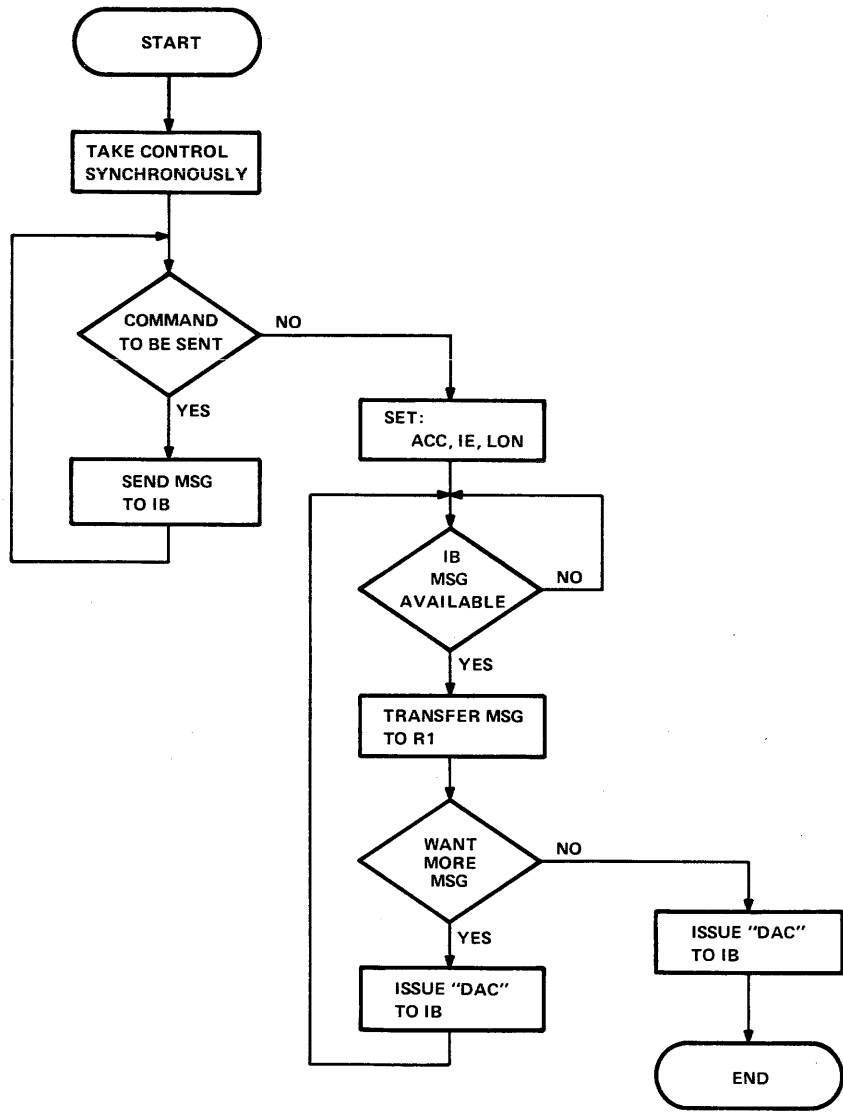 START
TAKE CONTROL
SYNCHRONOUSLY
COMMAND
TO BE SENT
NO
YES
SEND MSG
TO IB
SET:
ACC, IE, LON
IB
MSG
AVAILABLE
NO
YES
TRANSFER MSG
TO R1
WANT
MORE
MSG
NO
YES
ISSUE "DAC"
TO IB
ISSUE "DAC"
TO IB
END